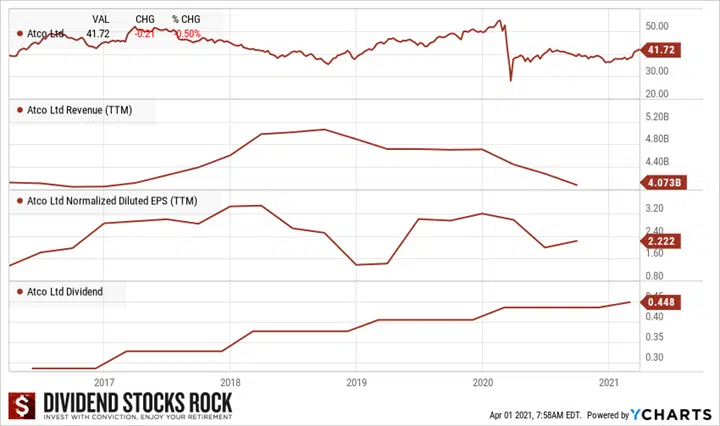 VAL CHG % CHG
Atco Ltd 41.72 -0.21 -0.50%
50.00
41.72
30.00
20.00
Atco Ltd Revenue (TTM)
5.20B
4.80B
4.40B
4.073B
Atco Ltd Normalized Diluted EPS (TTM)
3.20
2.40
2.222
1.60
0.80
Atco Ltd Dividend
0.448
0.40
0.35
0.30
2017 2018 2019 2020 2021
$ DIVIDEND STOCKS ROCK
INVEST WITH CONVICTION, ENJOY YOUR RETIREMENT
Apr 01 2021, 7:58AM EDT. Powered by YCHARTS